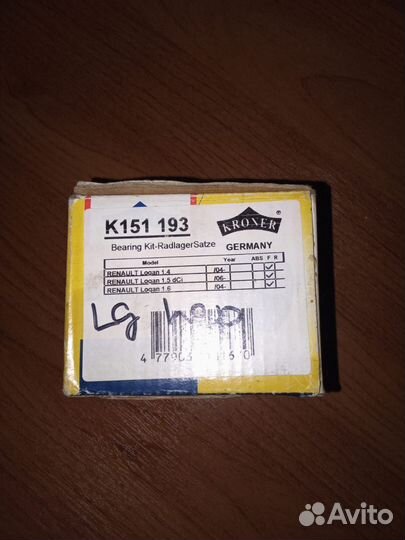 K151 193
KRONER ®
Bearing Kit-RadlagerSatze GERMANY
Model Year ABS F R
RENAULT Logan 1.4 /04- ✓
RENAULT Logan 1.5 dCi /06- ✓
RENAULT Logan 1.6 /04- ✓
Lg
Avito